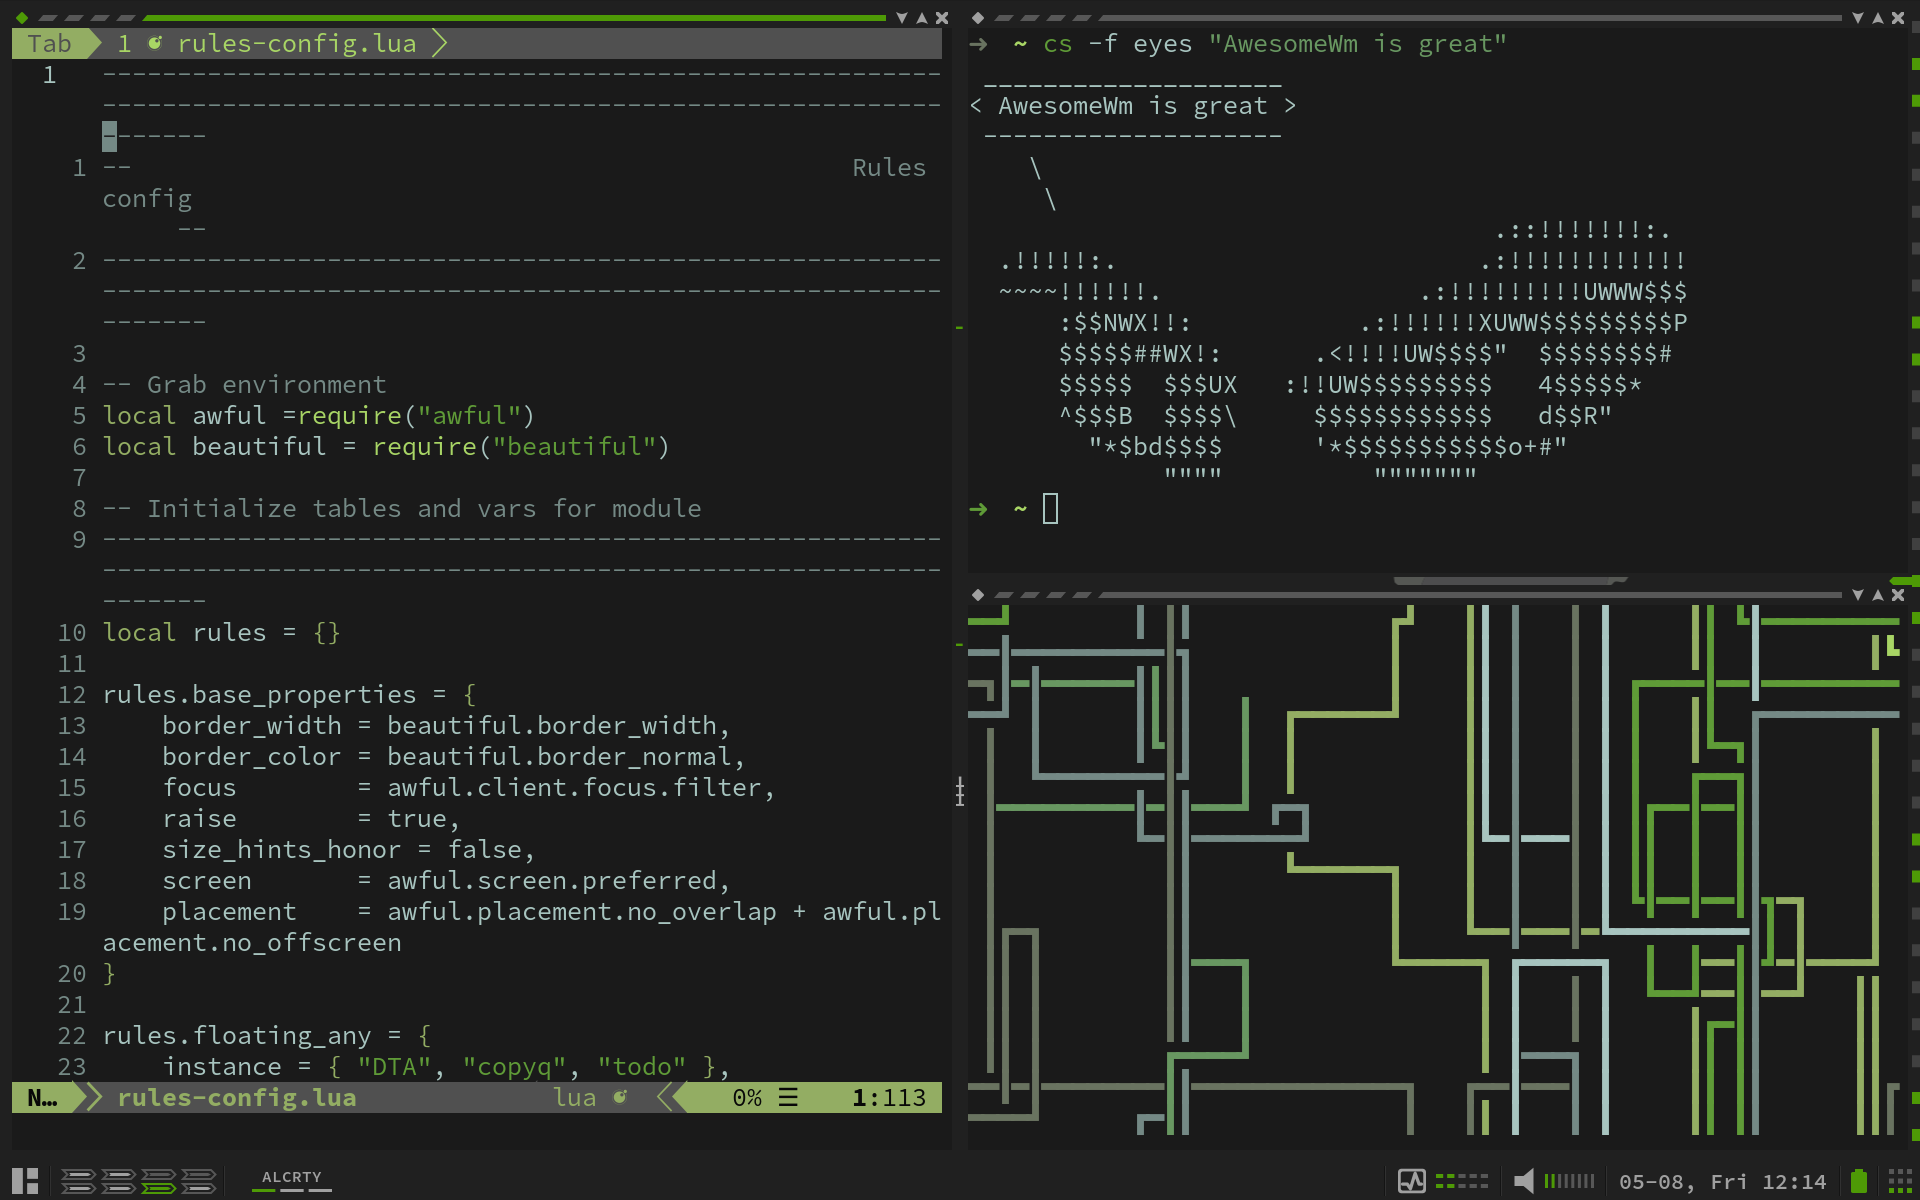 Tab 1 rules-config.lua
1 --------------------------------------------------------
--------------------------------------------------------
-------
1 -- Rules
config
--
2 --------------------------------------------------------
--------------------------------------------------------
-------
3
4 -- Grab environment
5 local awful =require("awful")
6 local beautiful = require("beautiful")
7
8 -- Initialize tables and vars for module
9 --------------------------------------------------------
--------------------------------------------------------
-------
10 local rules = {}
11
12 rules.base_properties = {
13     border_width = beautiful.border_width,
14     border_color = beautiful.border_normal,
15     focus        = awful.client.focus.filter,
16     raise        = true,
17     size_hints_honor = false,
18     screen       = awful.screen.preferred,
19     placement    = awful.placement.no_overlap + awful.pl
acement.no_offscreen
20 }
21
22 rules.floating_any = {
23     instance = { "DTA", "copyq", "todo" },
N… rules-config.lua lua 0% ☰ 1:113
➜ ~ cs -f eyes "AwesomeWm is great"
 ____________________
< AwesomeWm is great >
 --------------------
    \
     \
                                   .::!!!!!!!:.
  .!!!!!:.                        .:!!!!!!!!!!!!
  ~~~~!!!!!!.                 .:!!!!!!!!!UWWW$$$
      :$$NWX!!:           .:!!!!!!XUWW$$$$$$$$$P
      $$$$$##WX!:      .<!!!!UW$$$$"  $$$$$$$$#
      $$$$$  $$$UX   :!!UW$$$$$$$$$   4$$$$$*
      ^$$$B  $$$$\     $$$$$$$$$$$$   d$$R"
        "*$bd$$$$      '*$$$$$$$$$$$o+#"
             """"          """""""
➜ ~
ALCRTY
05-08, Fri 12:14